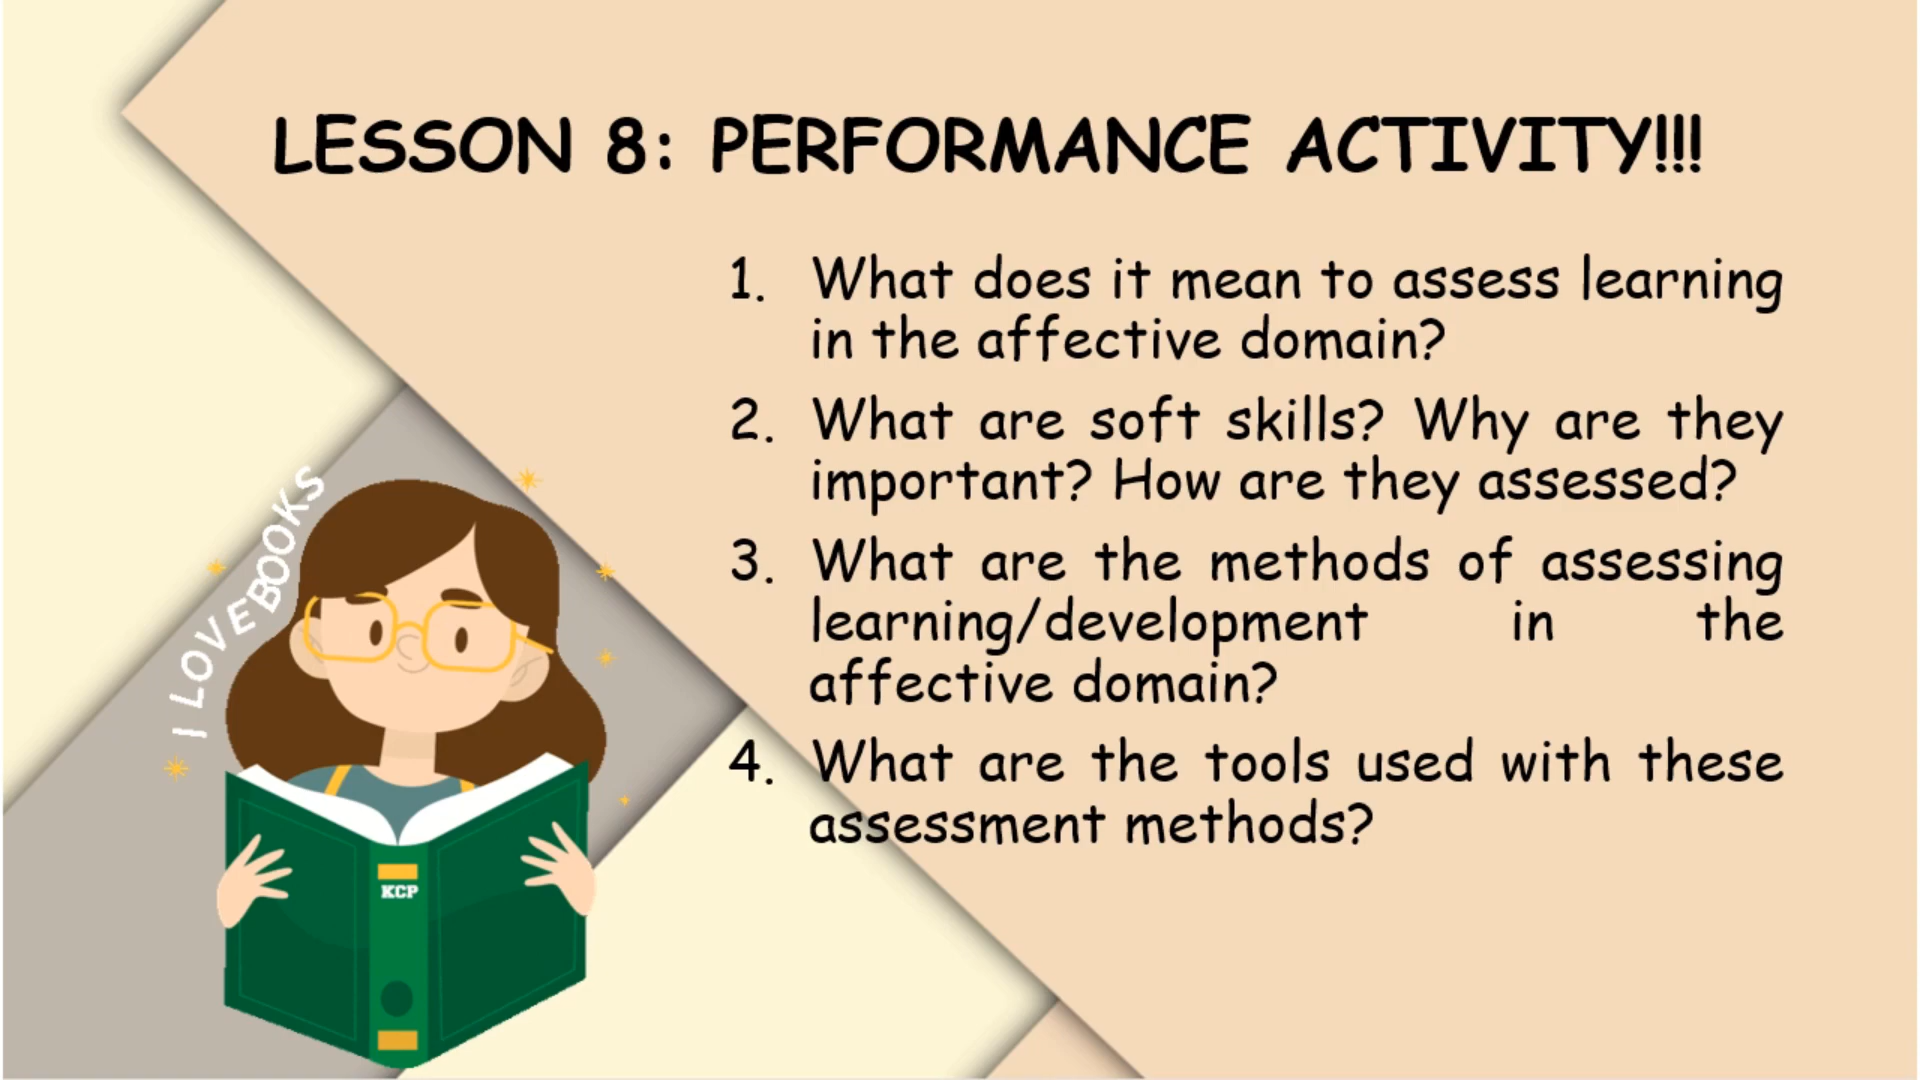 LESSON 8: PERFORMANCE ACTIVITY!!!
1. What does it mean to assess learning
in the affective domain?
2. What are soft skills? Why are they
important? How are they assessed?
3. What are the methods of assessing
learning/development in the
affective domain?
4. What are the tools used with these
assessment methods?
I LOVE BOOKS
KCP